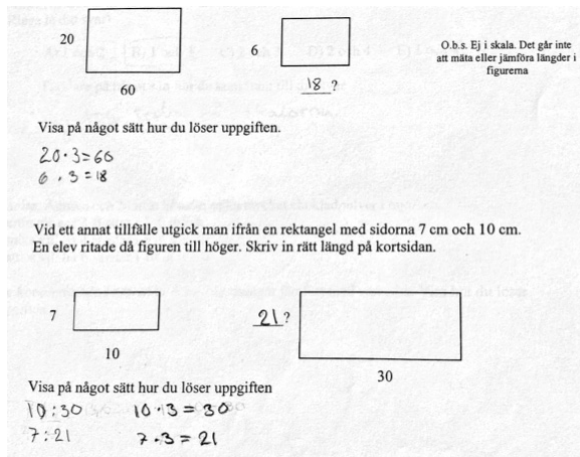 20
6
60
18 ?
O.b.s. Ej i skala. Det går inte
att mäta eller jämföra längder i
figurerna
Visa på något sätt hur du löser uppgiften.
20·3=60
6·3=18
Vid ett annat tillfälle utgick man ifrån en rektangel med sidorna 7 cm och 10 cm.
En elev ritade då figuren till höger. Skriv in rätt längd på kortsidan.
7
10
21?
30
Visa på något sätt hur du löser uppgiften
10:30 10·3=30
7:21 7·3=21